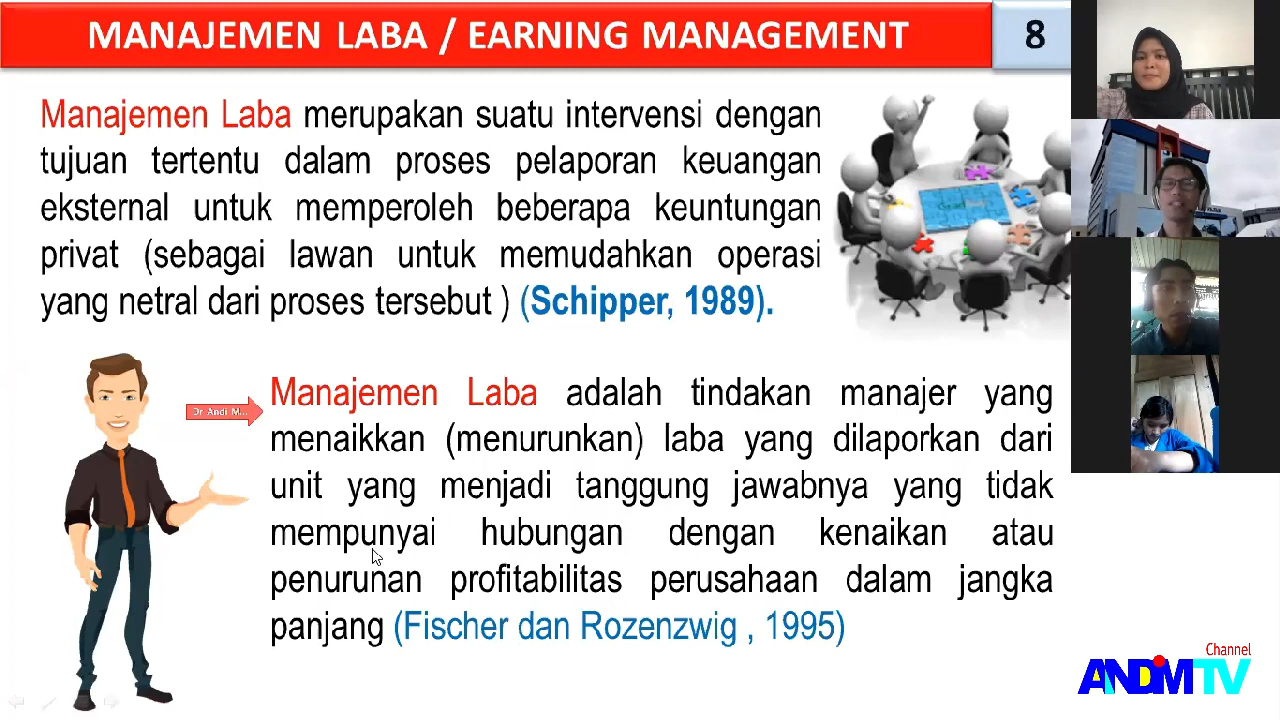 MANAJEMEN LABA / EARNING MANAGEMENT
8
Manajemen Laba merupakan suatu intervensi dengan
tujuan tertentu dalam proses pelaporan keuangan
eksternal untuk memperoleh beberapa keuntungan
privat (sebagai lawan untuk memudahkan operasi
yang netral dari proses tersebut ) (Schipper, 1989).
Dr Andi M...
Manajemen Laba adalah tindakan manajer yang
menaikkan (menurunkan) laba yang dilaporkan dari
unit yang menjadi tanggung jawabnya yang tidak
mempunyai hubungan dengan kenaikan atau
penurunan profitabilitas perusahaan dalam jangka
panjang (Fischer dan Rozenzwig , 1995)
Channel
ANDiMTV